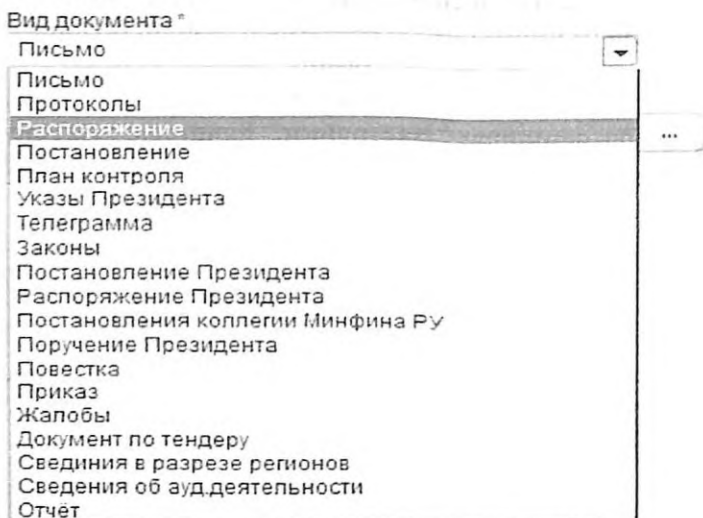 Вид документа *
Письмо
Письмо
Протоколы
Распоряжение
...
Постановление
План контроля
Указы Президента
Телеграмма
Законы
Постановление Президента
Распоряжение Президента
Постановления коллегии Минфина РУ
Поручение Президента
Повестка
Приказ
Жалобы
Документ по тендеру
Свединия в разрезе регионов
Сведения об ауд.деятельности
Отчёт